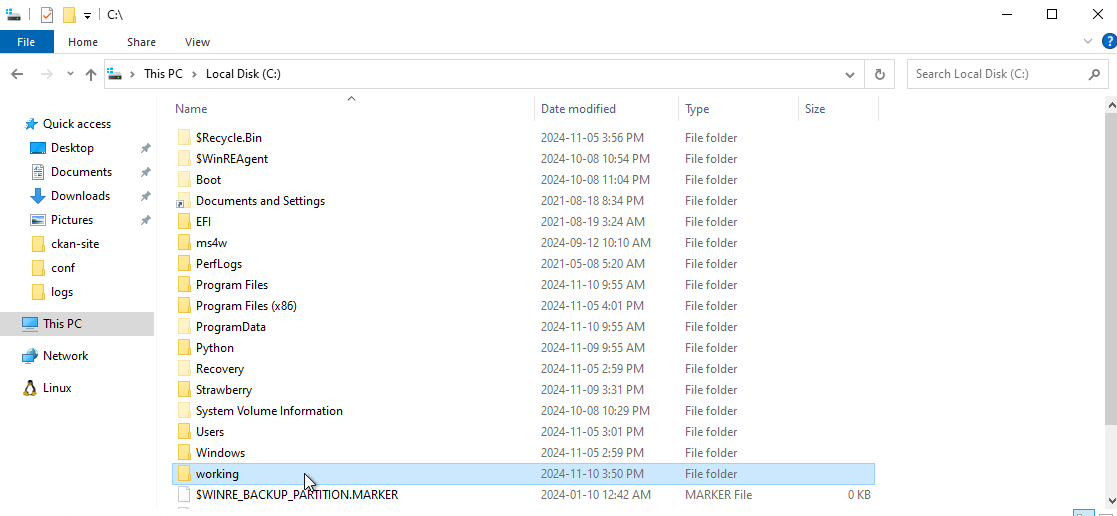 C:\
File Home Share View
This PC Local Disk (C:) Search Local Disk (C:)
Name Date modified Type Size
Quick access
Desktop
Documents
Downloads
Pictures
ckan-site
conf
logs
This PC
Network
Linux
$Recycle.Bin 2024-11-05 3:56 PM File folder
$WinREAgent 2024-10-08 10:54 PM File folder
Boot 2024-10-08 11:04 PM File folder
Documents and Settings 2021-08-18 8:34 PM File folder
EFI 2021-08-19 3:24 AM File folder
ms4w 2024-09-12 10:10 AM File folder
PerfLogs 2021-05-08 5:20 AM File folder
Program Files 2024-11-10 9:55 AM File folder
Program Files (x86) 2024-11-05 4:01 PM File folder
ProgramData 2024-11-10 9:55 AM File folder
Python 2024-11-09 9:55 AM File folder
Recovery 2024-11-05 2:59 PM File folder
Strawberry 2024-11-09 3:31 PM File folder
System Volume Information 2024-10-08 10:29 PM File folder
Users 2024-11-05 3:01 PM File folder
Windows 2024-11-05 2:59 PM File folder
working 2024-11-10 3:50 PM File folder
$WINRE_BACKUP_PARTITION.MARKER 2024-01-10 12:42 AM MARKER File 0 KB